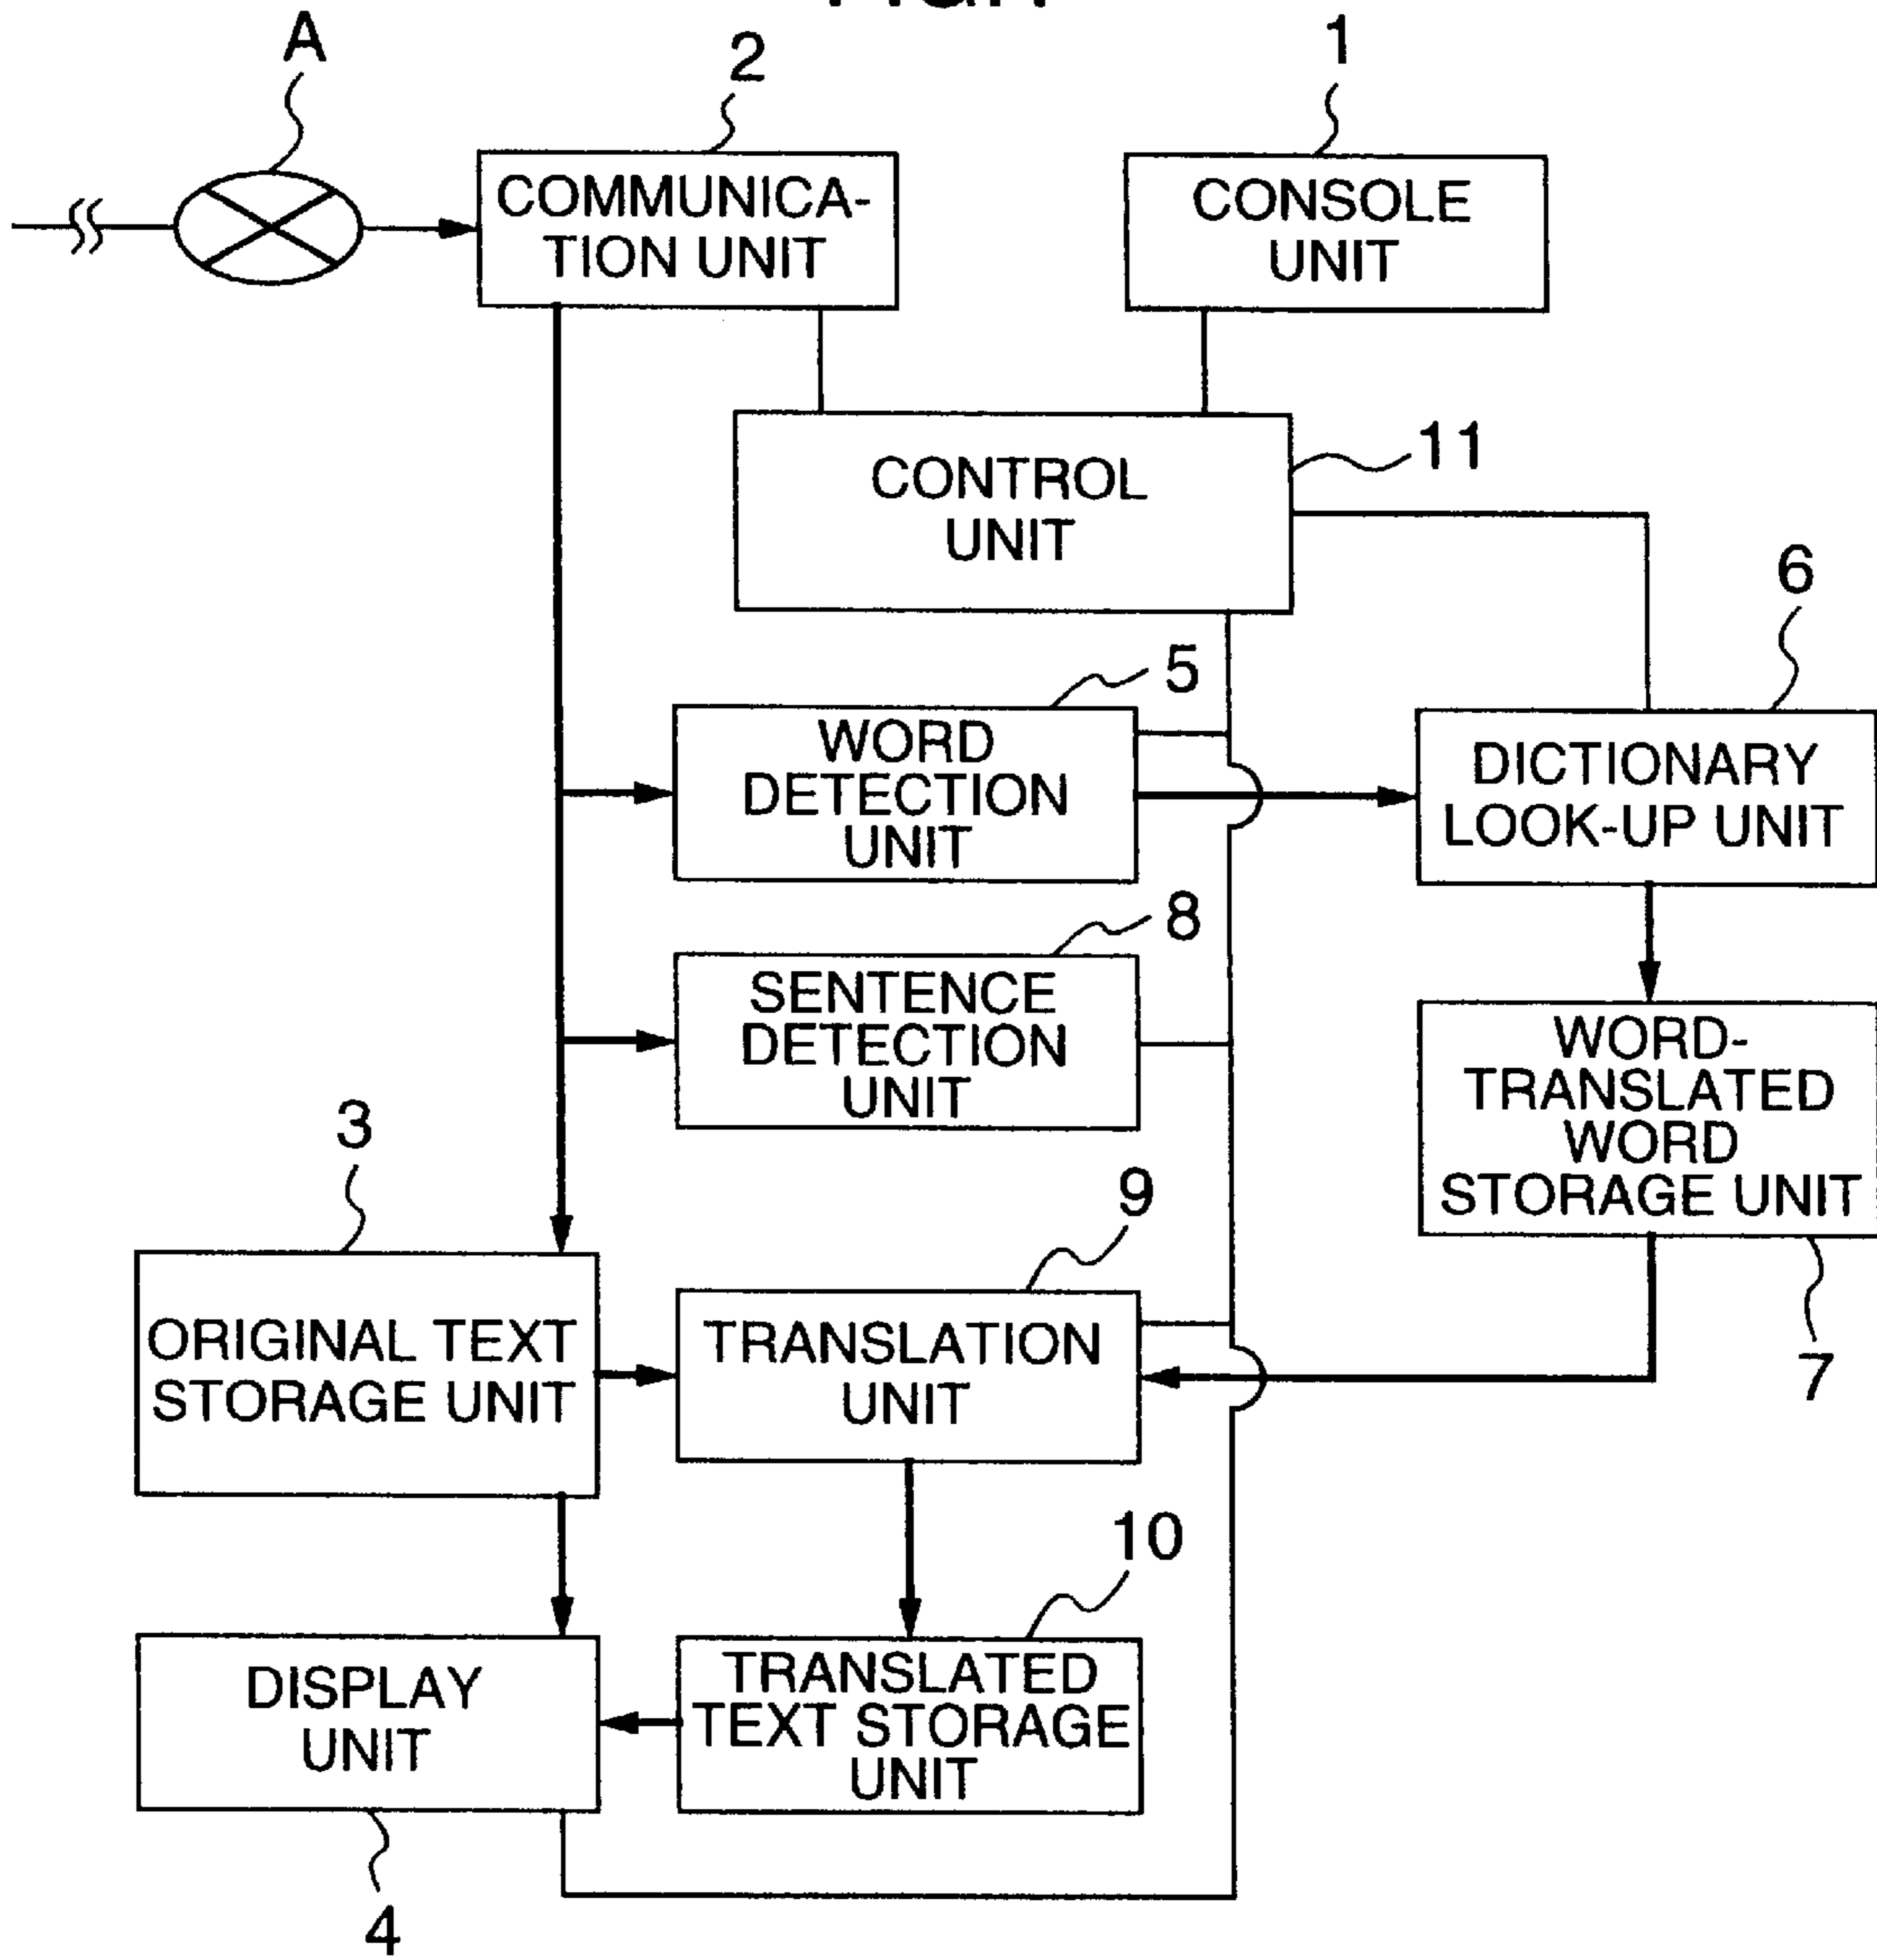 A
2
1
COMMUNICA-
TION UNIT
CONSOLE
UNIT
CONTROL
UNIT
11
6
5
WORD
DETECTION
UNIT
DICTIONARY
LOOK-UP UNIT
8
SENTENCE
DETECTION
UNIT
WORD-
TRANSLATED
WORD
STORAGE UNIT
3
9
ORIGINAL TEXT
STORAGE UNIT
TRANSLATION
UNIT
7
10
DISPLAY
UNIT
TRANSLATED
TEXT STORAGE
UNIT
4